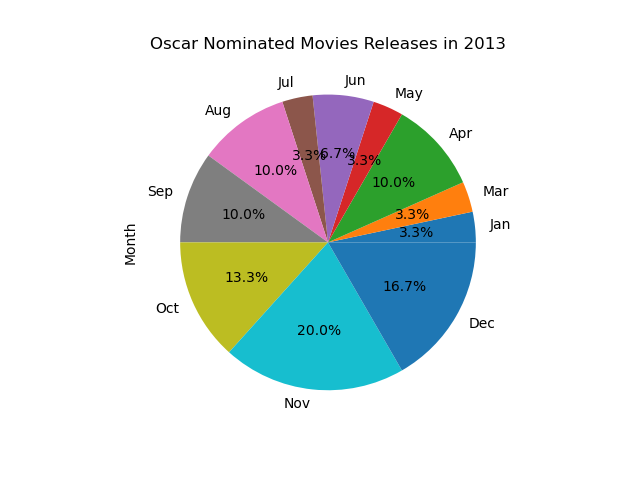 Oscar Nominated Movies Releases in 2013
Jul
Jun
May
Aug
Apr
3.3%
6.7%
3.3%
10.0%
10.0%
Sep
Mar
10.0%
3.3%
Jan
3.3%
Month
13.3%
16.7%
Oct
20.0%
Dec
Nov